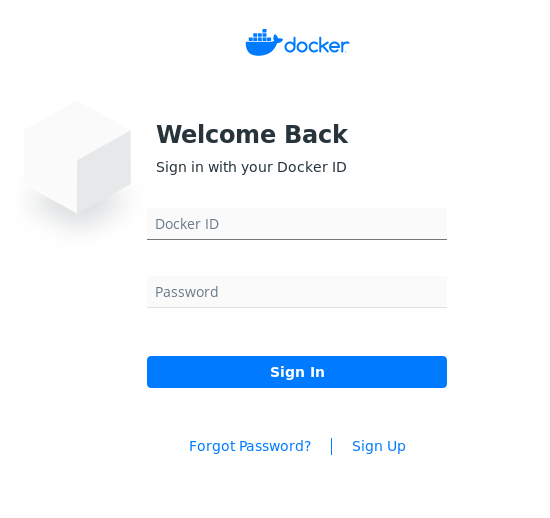 docker
Welcome Back
Sign in with your Docker ID
Docker ID
Password
Sign In
Forgot Password? | Sign Up